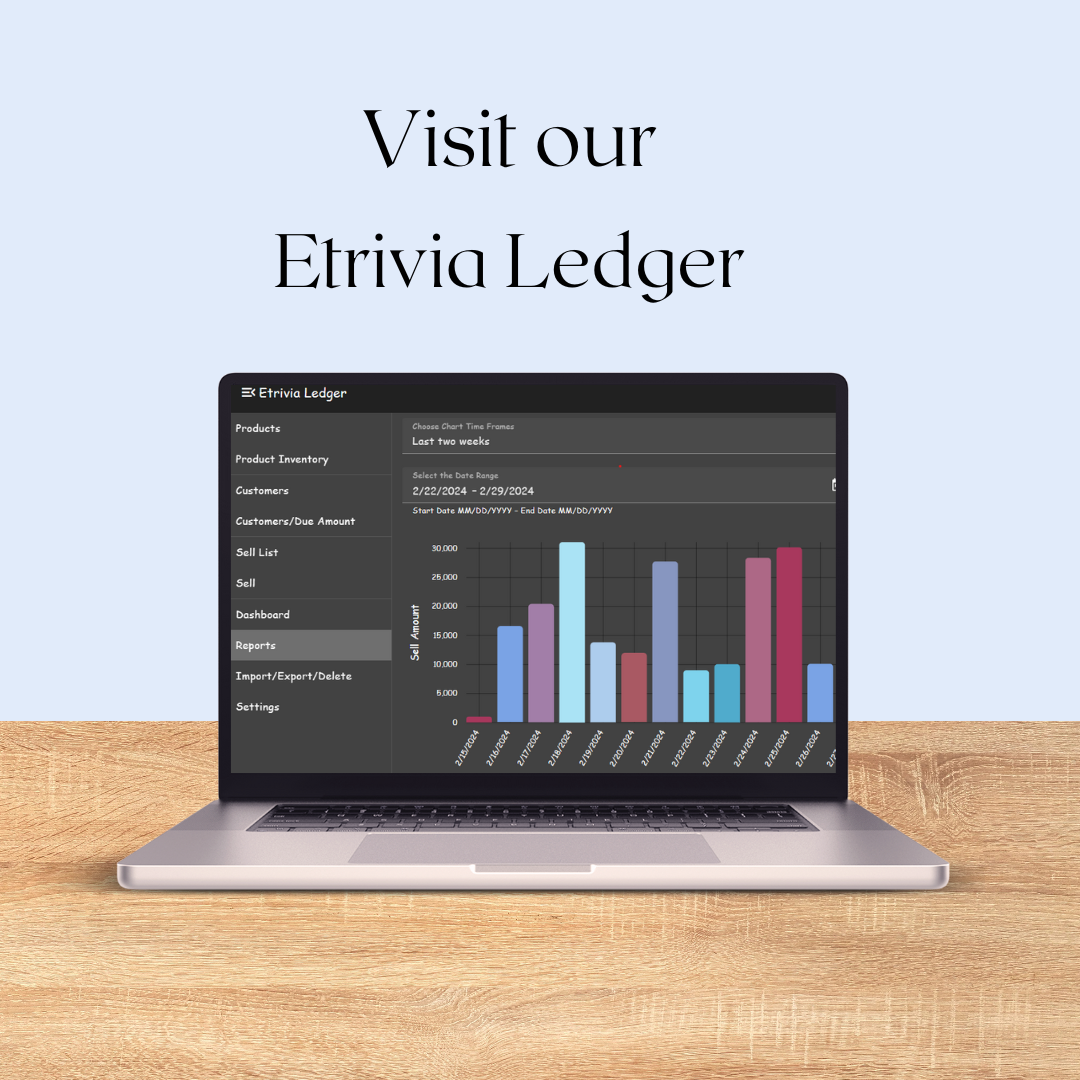 Visit our
Etrivia Ledger
Etrivia Ledger
Products
Product Inventory
Customers
Customers/Due Amount
Sell List
Sell
Dashboard
Reports
Import/Export/Delete
Settings
Choose Chart Time Frames
Last two weeks
Select the Date Range
2/22/2024 - 2/29/2024
Start Date MM/DD/YYYY - End Date MM/DD/YYYY
Sell Amount
30,000
25,000
20,000
15,000
10,000
5,000
0
2/15/2024
2/16/2024
2/17/2024
2/18/2024
2/19/2024
2/20/2024
2/21/2024
2/22/2024
2/23/2024
2/24/2024
2/25/2024
2/26/2024